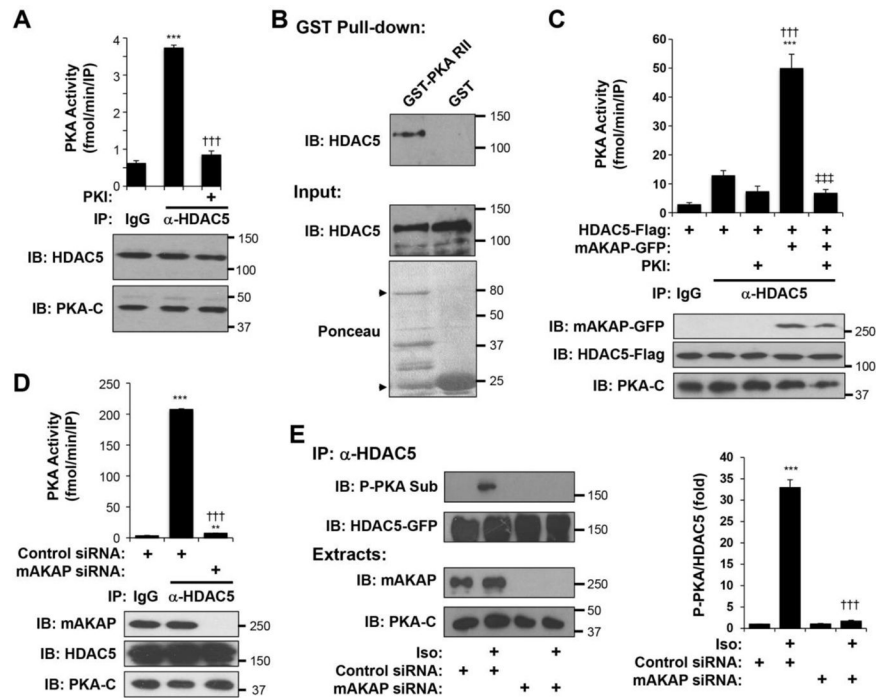 A
PKA Activity
(fmol/min/IP)
4
3
2
1
0
***
†††
PKI: +
IP: IgG α-HDAC5
IB: HDAC5
150
100
IB: PKA-C
50
37
B
GST Pull-down:
GST-PKA RII
GST
IB: HDAC5
150
100
Input:
IB: HDAC5
150
100
Ponceau
80
50
37
25
C
PKA Activity
(fmol/min/IP)
60
50
40
30
20
10
0
†††
***
‡‡‡
HDAC5-Flag: + + + + +
mAKAP-GFP: + +
PKI: + +
IP: IgG α-HDAC5
IB: mAKAP-GFP
250
IB: HDAC5-Flag
100
IB: PKA-C
37
D
PKA Activity
(fmol/min/IP)
250
200
150
100
50
0
***
†††
**
Control siRNA: + +
mAKAP siRNA: +
IP: IgG α-HDAC5
IB: mAKAP
250
IB: HDAC5
150
IB: PKA-C
37
E
IP: α-HDAC5
IB: P-PKA Sub
150
IB: HDAC5-GFP
150
Extracts:
IB: mAKAP
250
IB: PKA-C
50
37
Iso: + +
Control siRNA: + +
mAKAP siRNA: + +
P-PKA/HDAC5 (fold)
40
35
30
25
20
15
10
5
0
***
†††
Iso: + +
Control siRNA: + +
mAKAP siRNA: + +